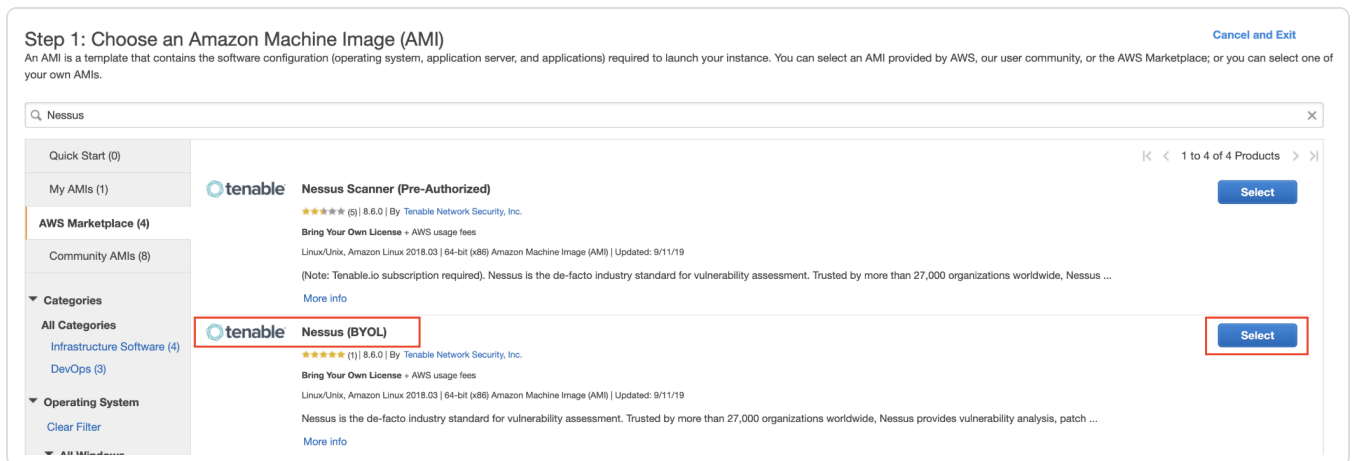 Step 1: Choose an Amazon Machine Image (AMI)
Cancel and Exit
An AMI is a template that contains the software configuration (operating system, application server, and applications) required to launch your instance. You can select an AMI provided by AWS, our user community, or the AWS Marketplace; or you can select one of
your own AMIs.
Nessus
Quick Start (0)
My AMIs (1)
AWS Marketplace (4)
Community AMIs (8)
Categories
All Categories
Infrastructure Software (4)
DevOps (3)
Operating System
Clear Filter
All Windows
1 to 4 of 4 Products
tenable Nessus Scanner (Pre-Authorized)
Select
(5) | 8.6.0 | By Tenable Network Security, Inc.
Bring Your Own License + AWS usage fees
Linux/Unix, Amazon Linux 2018.03 | 64-bit (x86) Amazon Machine Image (AMI) | Updated: 9/11/19
(Note: Tenable.io subscription required). Nessus is the de-facto industry standard for vulnerability assessment. Trusted by more than 27,000 organizations worldwide, Nessus ...
More info
tenable Nessus (BYOL)
Select
(1) | 8.6.0 | By Tenable Network Security, Inc.
Bring Your Own License + AWS usage fees
Linux/Unix, Amazon Linux 2018.03 | 64-bit (x86) Amazon Machine Image (AMI) | Updated: 9/11/19
Nessus is the de-facto industry standard for vulnerability assessment. Trusted by more than 27,000 organizations worldwide, Nessus provides vulnerability analysis, patch ...
More info